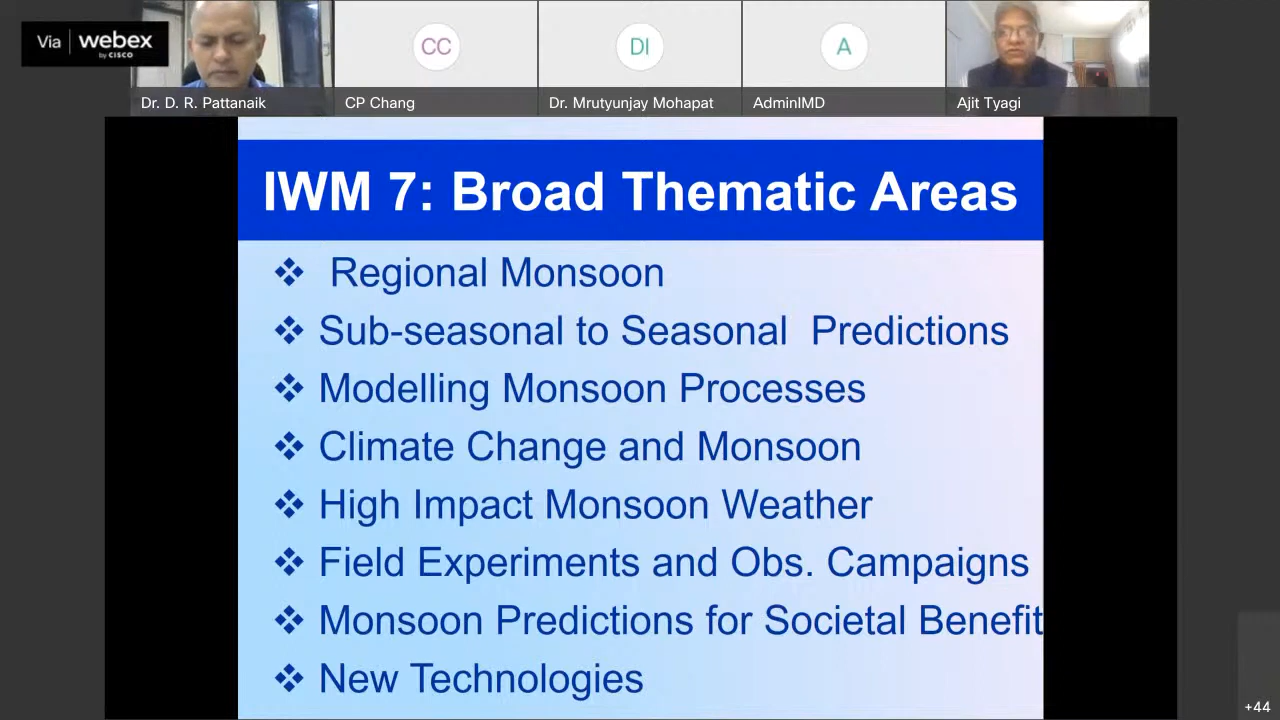 Via webex
by CISCO
CC
DI
A
Dr. D. R. Pattanaik
CP Chang
Dr. Mrutyunjay Mohapat
AdminIMD
Ajit Tyagi
IWM 7: Broad Thematic Areas
❖ Regional Monsoon
❖ Sub-seasonal to Seasonal Predictions
❖ Modelling Monsoon Processes
❖ Climate Change and Monsoon
❖ High Impact Monsoon Weather
❖ Field Experiments and Obs. Campaigns
❖ Monsoon Predictions for Societal Benefit
❖ New Technologies
+44